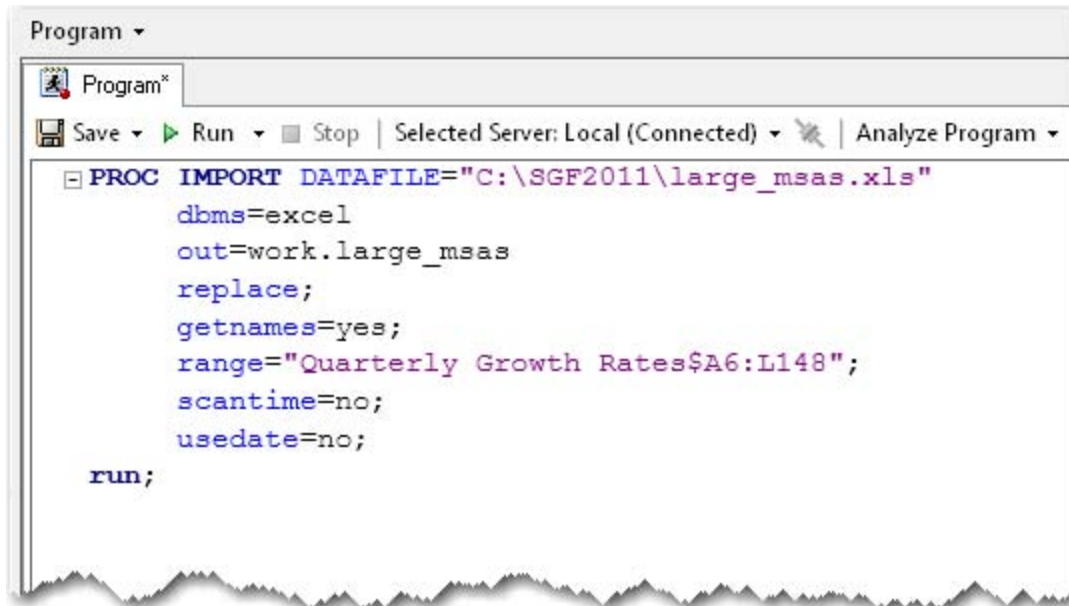 Program
Program*
Save Run Stop | Selected Server: Local (Connected) | Analyze Program
PROC IMPORT DATAFILE="C:\SGF2011\large_msas.xls"
dbms=excel
out=work.large_msas
replace;
getnames=yes;
range="Quarterly Growth Rates$A6:L148";
scantime=no;
usedate=no;
run;